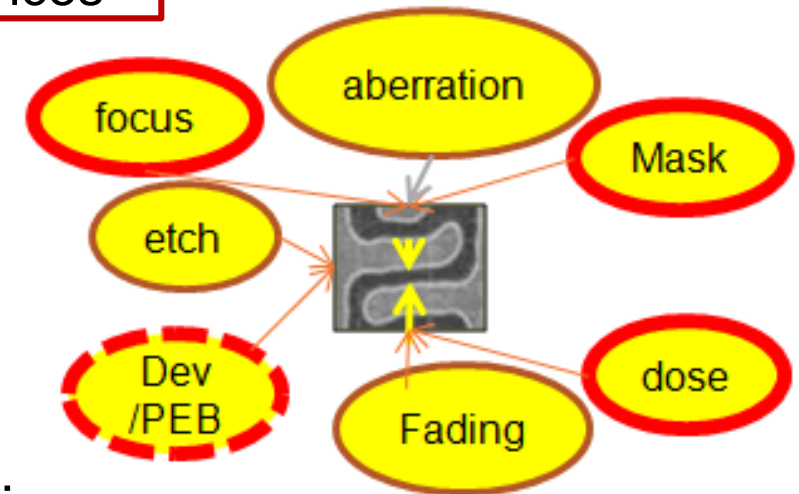 aberration
focus
Mask
etch
Dev
/PEB
dose
Fading